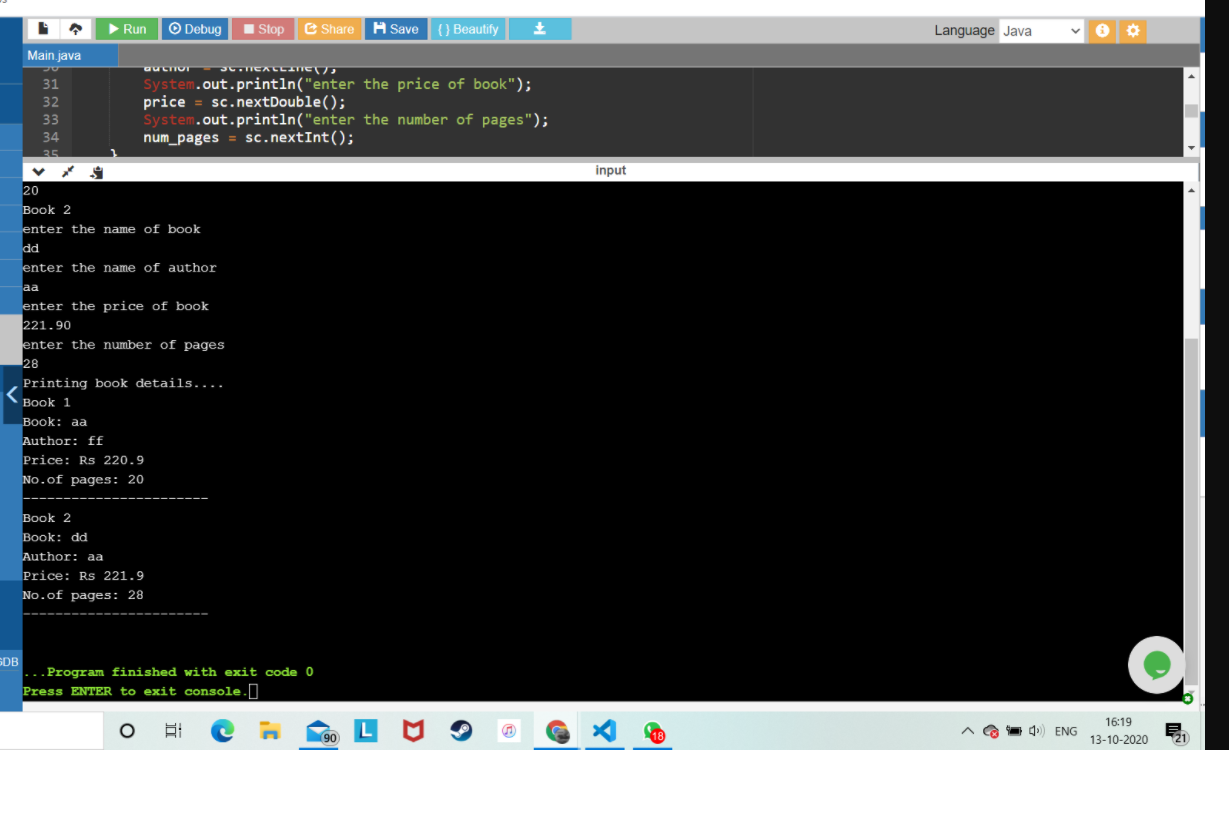 Run Debug Stop Share Save { } Beautify Language Java
Main.java
30 author = sc.nextLine();
31 System.out.println("enter the price of book");
32 price = sc.nextDouble();
33 System.out.println("enter the number of pages");
34 num_pages = sc.nextInt();
35 }
input
20
Book 2
enter the name of book
dd
enter the name of author
aa
enter the price of book
221.90
enter the number of pages
28
Printing book details....
Book 1
Book: aa
Author: ff
Price: Rs 220.9
No.of pages: 20
-----------------------
Book 2
Book: dd
Author: aa
Price: Rs 221.9
No.of pages: 28
-----------------------
GDB
...Program finished with exit code 0
Press ENTER to exit console.
90 L 18 ENG 16:19
13-10-2020 21